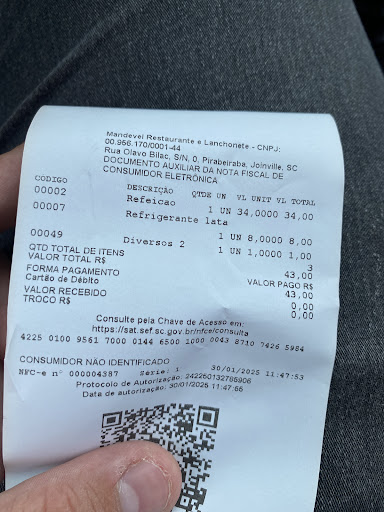 Mandevei Restaurante e Lanchonete - CNPJ:
00.956.170/0001-44
Rua Olavo Bilac, S/N, 0, Pirabeiraba, Joinville, SC
DOCUMENTO AUXILIAR DA NOTA FISCAL DE
CONSUMIDOR ELETRÔNICA
CODIGO DESCRIÇÃO QTDE UN VL UNIT VL TOTAL
00002 Refeicao 1 UN 34,0000 34,00
00007 Refrigerante lata 1 UN 8,0000 8,00
00049 Diversos 2 1 UN 1,0000 1,00
QTD TOTAL DE ITENS 3
VALOR TOTAL R$ 43,00
FORMA PAGAMENTO VALOR PAGO R$
Cartão de Débito 43,00
VALOR RECEBIDO 0,00
TROCO R$ 0,00
Consulte pela Chave de Acesso em:
https://sat.sef.sc.gov.br/nfce/consulta
4225 0100 9561 7000 0144 6500 1000 0043 8710 7426 5984
CONSUMIDOR NÃO IDENTIFICADO
NFC-e nº 000004387 Série: 1 30/01/2025 11:47:53
Protocolo de Autorização: 242250132786906
Data de autorização: 30/01/2025 11:47:55